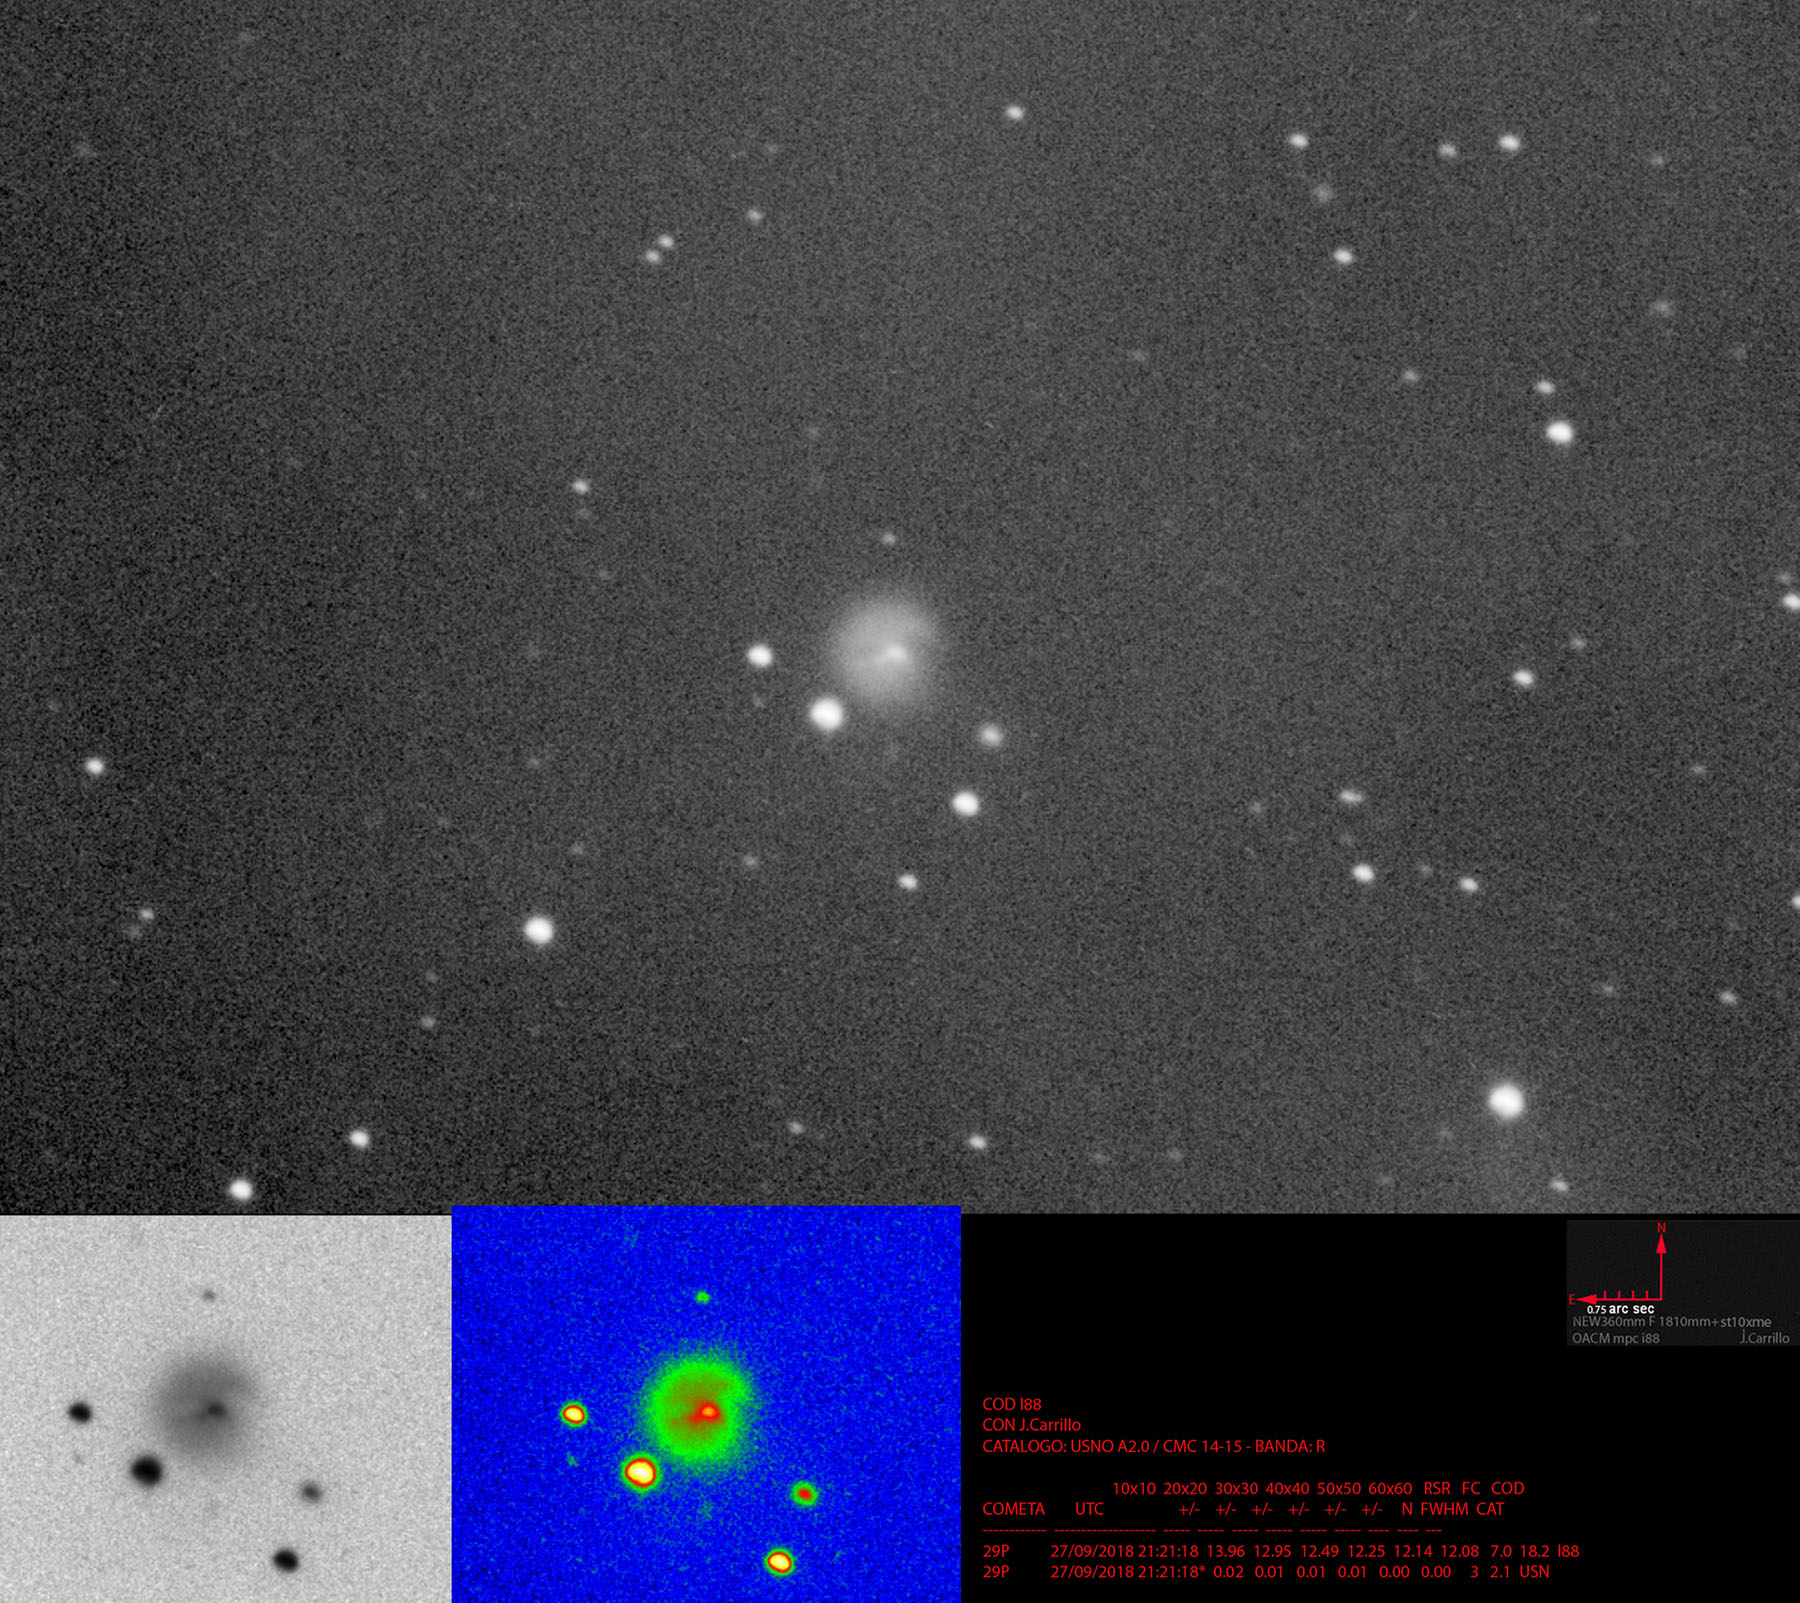 N
E
0.75 arc sec
NEW360mm F 1810mm+st10xme
OACM mpc i88 J.Carrillo
COD I88
CON J.Carrillo
CATALOGO: USNO A2.0 / CMC 14-15 - BANDA: R
10x10 20x20 30x30 40x40 50x50 60x60 RSR FC COD
COMETA UTC +/- +/- +/- +/- +/- +/- N FWHM CAT
------------ ------------------- ----- ----- ----- ----- ----- ----- ---- ---- ---
29P 27/09/2018 21:21:18 13.96 12.95 12.49 12.25 12.14 12.08 7.0 18.2 I88
29P 27/09/2018 21:21:18* 0.02 0.01 0.01 0.01 0.00 0.00 3 2.1 USN